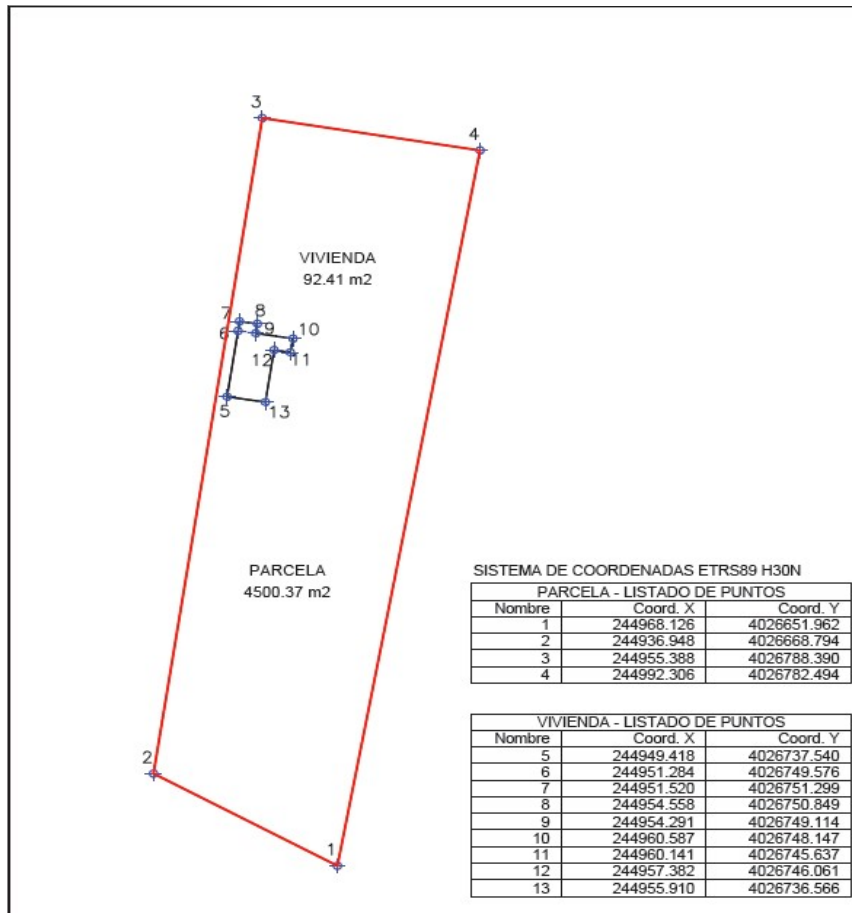 3
4
VIVIENDA
92.41 m2
7
8
6
9
10
12
11
5
13
PARCELA
4500.37 m2
2
1
SISTEMA DE COORDENADAS ETRS89 H30N
PARCELA - LISTADO DE PUNTOS
Nombre Coord. X Coord. Y
1 244968.126 4026651.962
2 244936.948 4026668.794
3 244955.388 4026788.390
4 244992.306 4026782.494
VIVIENDA - LISTADO DE PUNTOS
Nombre Coord. X Coord. Y
5 244949.418 4026737.540
6 244951.284 4026749.576
7 244951.520 4026751.299
8 244954.558 4026750.849
9 244954.291 4026749.114
10 244960.587 4026748.147
11 244960.141 4026745.637
12 244957.382 4026746.061
13 244955.910 4026736.566